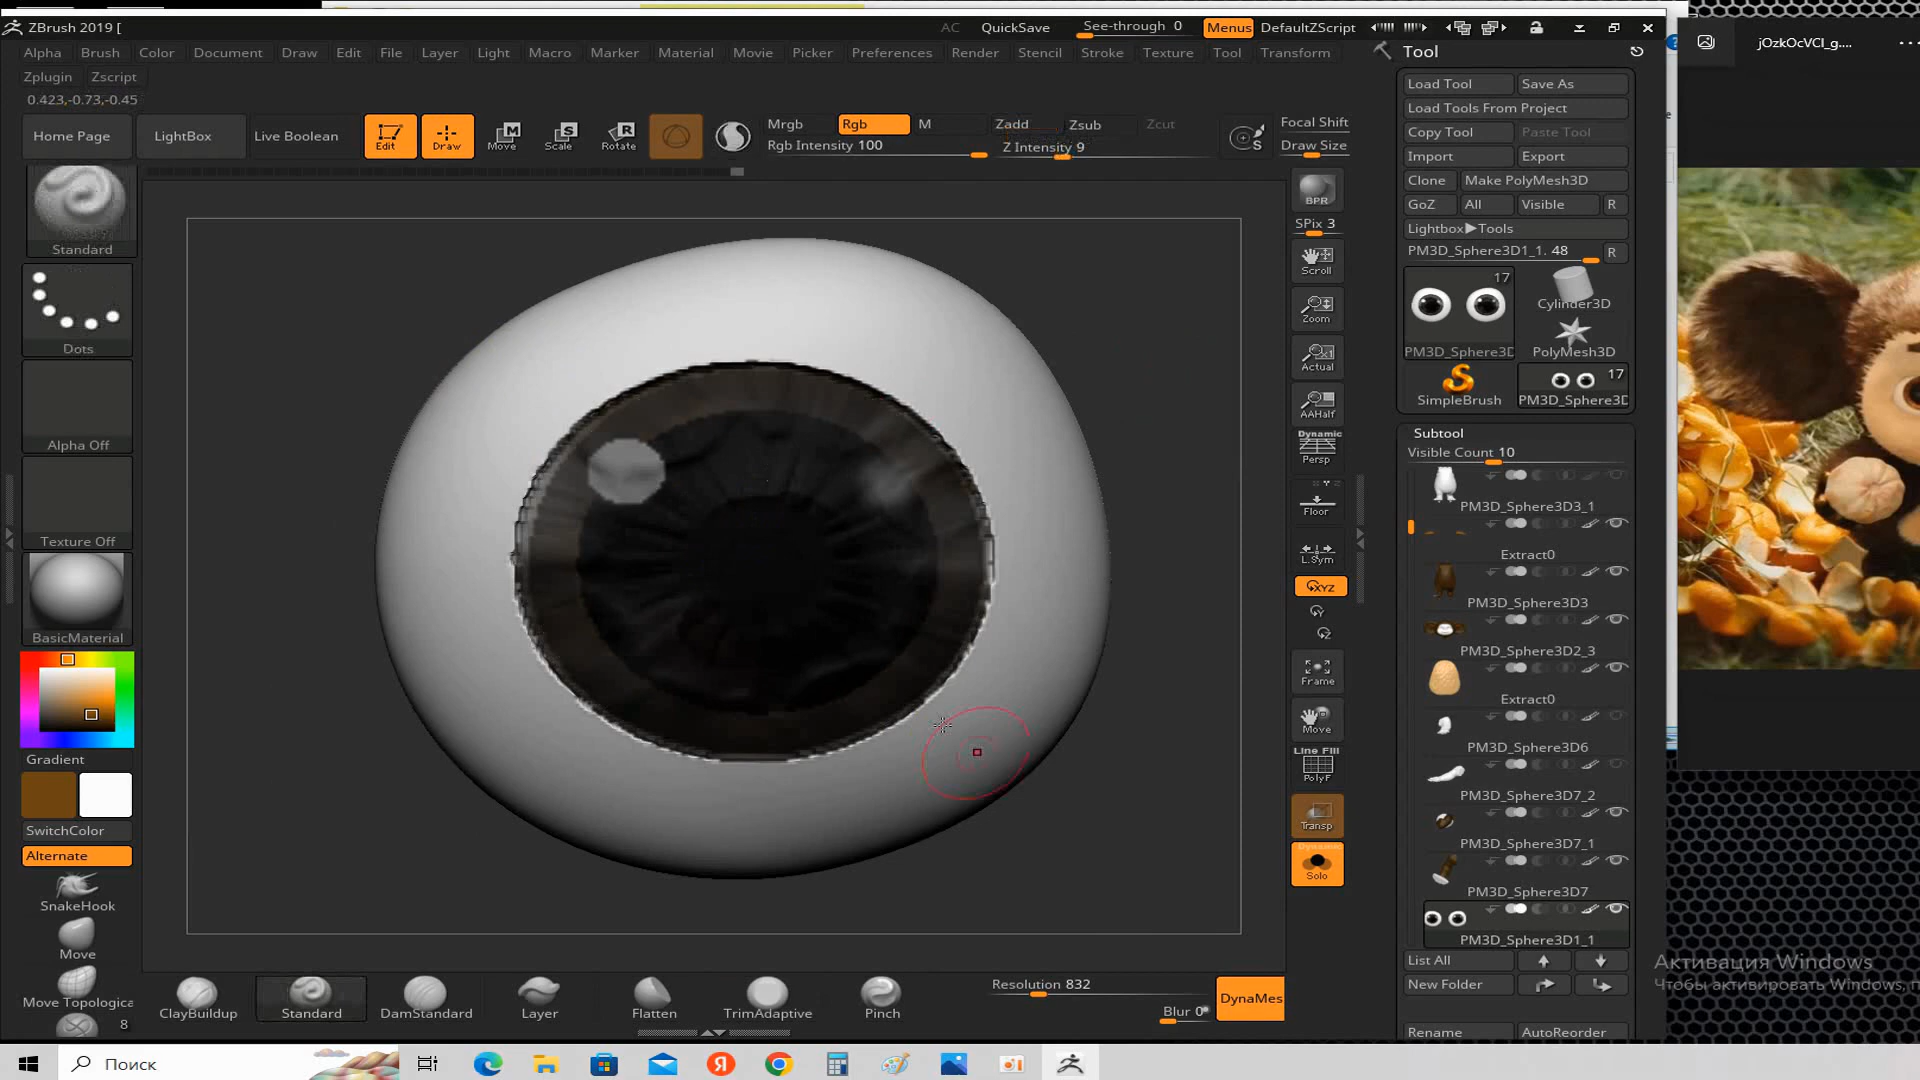 ZBrush 2019 [
AC QuickSave See-through 0 Menus DefaultZScript
jOzkOcVCI_g....
Alpha Brush Color Document Draw Edit File Layer Light Macro Marker Material Movie Picker Preferences Render Stencil Stroke Texture Tool Transform
Zplugin Zscript
0.423,-0.73,-0.45
Home Page LightBox Live Boolean Edit Draw Move Scale Rotate
Mrgb Rgb M Zadd Zsub Zcut
Rgb Intensity 100 Z Intensity 9
Focal Shift
Draw Size
Standard
Dots
Alpha Off
Texture Off
BasicMaterial
Gradient
SwitchColor
Alternate
SnakeHook
Move
Move Topologica
8
BPR
SPix 3
Scroll
Zoom
Actual
AAHalf
Dynamic
Persp
Floor
L.Sym
XYZ
Frame
Move
Line Fill
PolyF
Transp
Dynamic
Solo
Tool
Load Tool Save As
Load Tools From Project
Copy Tool Paste Tool
Import Export
Clone Make PolyMesh3D
GoZ All Visible R
Lightbox▶Tools
PM3D_Sphere3D1_1. 48 R
17
Cylinder3D
PM3D_Sphere3D PolyMesh3D
17
SimpleBrush PM3D_Sphere3D
Subtool
Visible Count 10
PM3D_Sphere3D3_1
Extract0
PM3D_Sphere3D3
PM3D_Sphere3D2_3
Extract0
PM3D_Sphere3D6
PM3D_Sphere3D7_2
PM3D_Sphere3D7_1
PM3D_Sphere3D7
PM3D_Sphere3D1_1
List All
New Folder
Rename AutoReorder
ClayBuildup Standard DamStandard Layer Flatten TrimAdaptive Pinch
Resolution 832
Blur 0
DynaMes
Активация Windows
Чтобы активировать Windows, п
Поиск